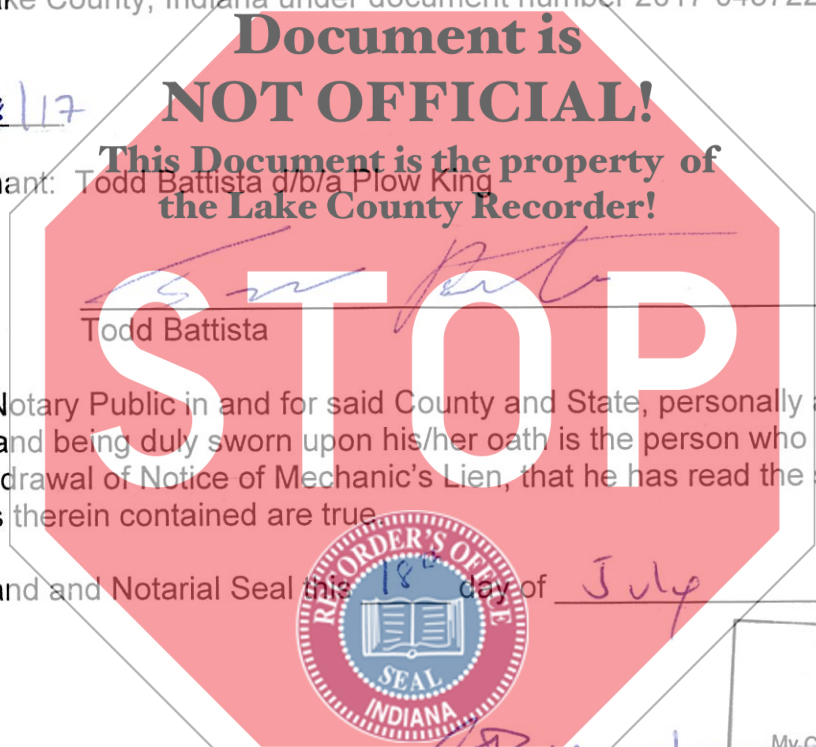 ke County, Indiana under document number 2017 048722
Document is
NOT OFFICIAL!
/17
This Document is the property of
ant: Todd Battista d/b/a Plow King
the Lake County Recorder!
STOP
Todd Battista
Notary Public in and for said County and State, personally a
and being duly sworn upon his/her oath is the person who
drawal of Notice of Mechanic's Lien, that he has read the s
s therein contained are true.
RECORDER'S OFFICE
and and Notarial Seal this 18th day of July
SEAL
INDIANA
My C